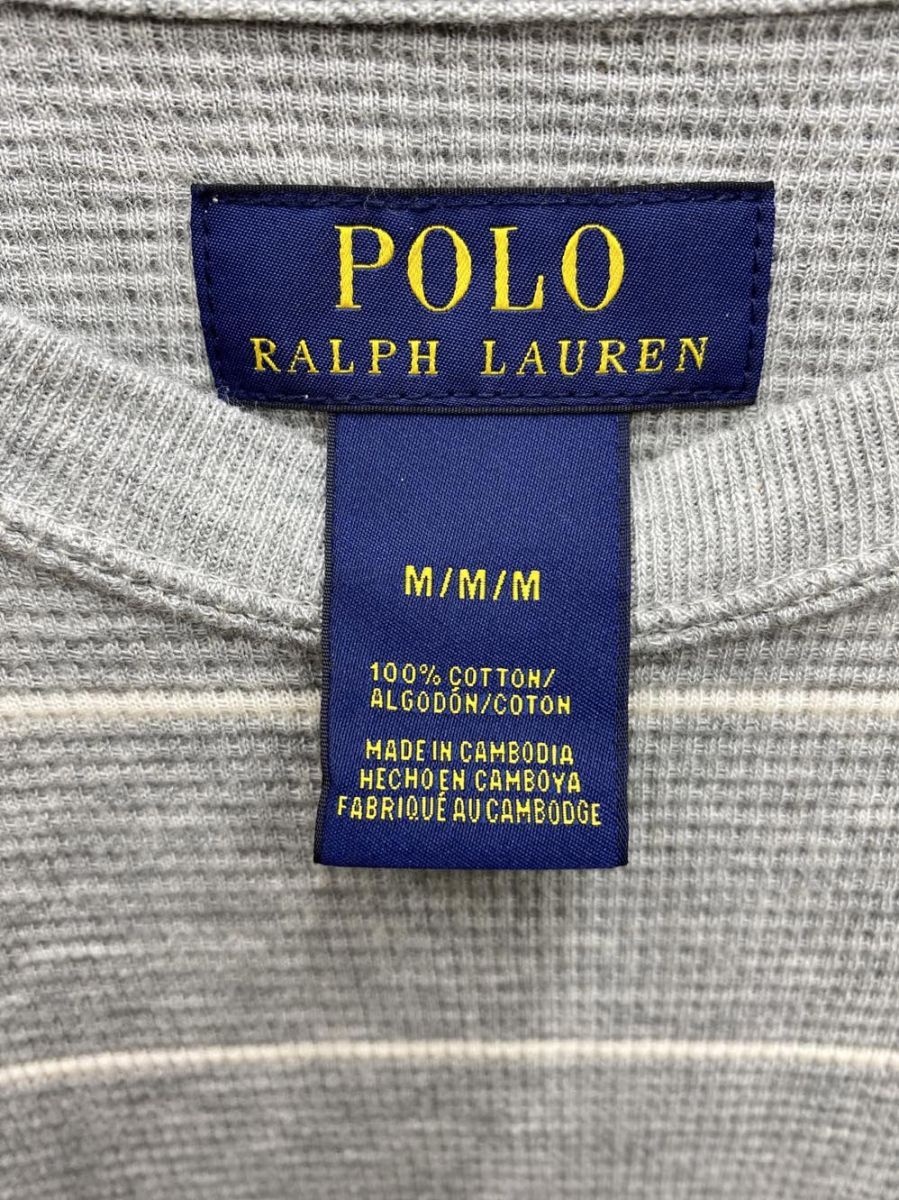 POLO
RALPH LAUREN
M/M/M
100% COTTON/
ALGODÓN/COTON
MADE IN CAMBODIA
HECHO EN CAMBOYA
FABRIQUÉ AU CAMBODGE